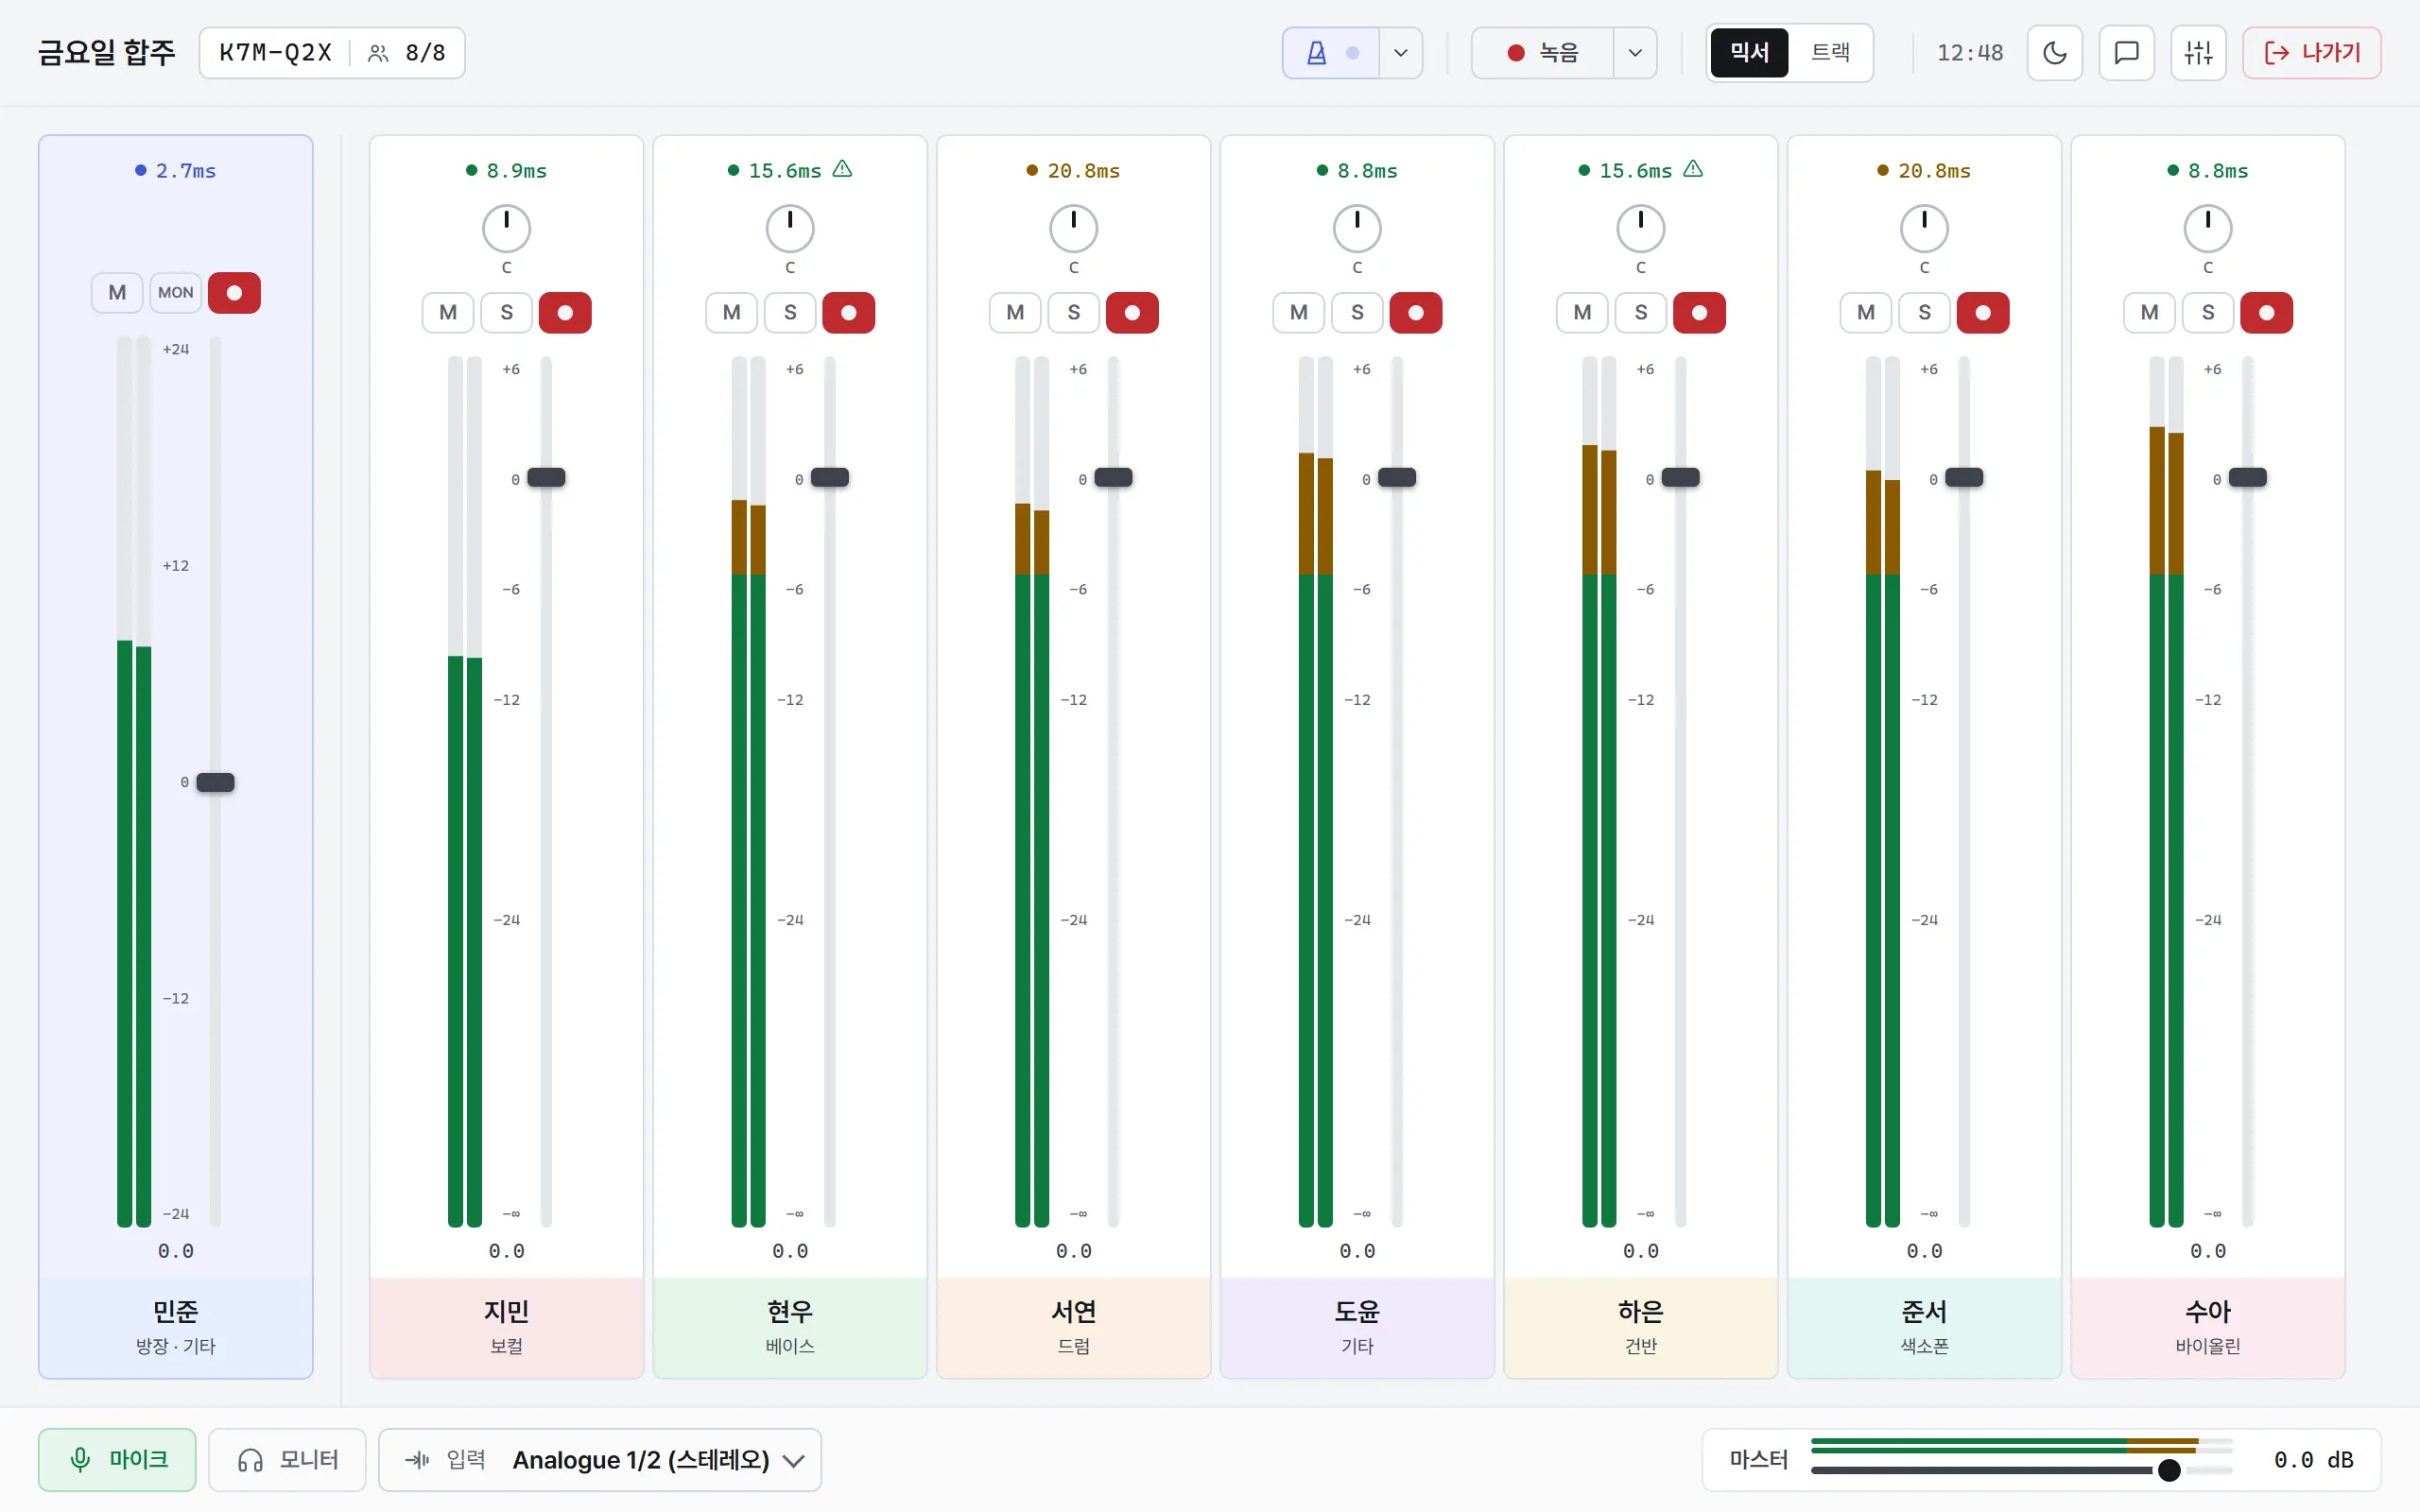 금요일 합주 K7M-Q2X 8/8 녹음 믹서 트랙 12:48 나가기
2.7ms 8.9ms 15.6ms 20.8ms 8.8ms 15.6ms 20.8ms 8.8ms
C C C C C C C
M MON M S M S M S M S M S M S M S
+24 +6 +6 +6 +6 +6 +6 +6
0 0 0 0 0 0 0
+12 −6 −6 −6 −6 −6 −6 −6
−12 −12 −12 −12 −12 −12 −12
0
−24 −24 −24 −24 −24 −24 −24
−12
−24 −∞ −∞ −∞ −∞ −∞ −∞ −∞
0.0 0.0 0.0 0.0 0.0 0.0 0.0 0.0
민준 지민 현우 서연 도윤 하은 준서 수아
방장 · 기타 보컬 베이스 드럼 기타 건반 색소폰 바이올린
마이크 모니터 입력 Analogue 1/2 (스테레오) 마스터 0.0 dB